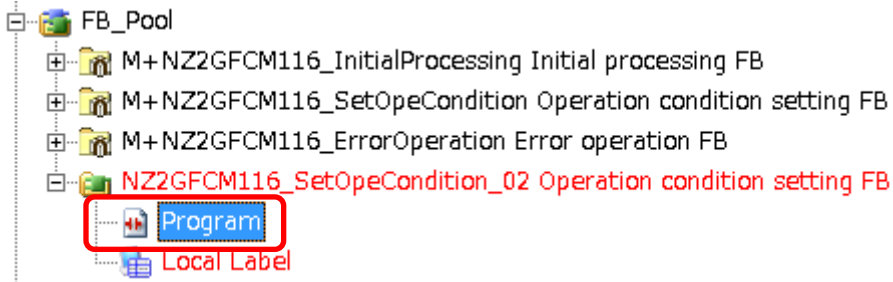 FB_Pool
M+NZ2GFCM116_InitialProcessing Initial processing FB
M+NZ2GFCM116_SetOpeCondition Operation condition setting FB
M+NZ2GFCM116_ErrorOperation Error operation FB
NZ2GFCM116_SetOpeCondition_02 Operation condition setting FB
Program
Local Label